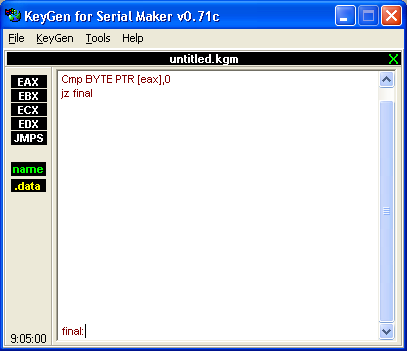 KeyGen for Serial Maker v0.71c
File KeyGen Tools Help
untitled.kgm X
EAX
EBX
ECX
EDX
JMPS
name
.data
Cmp BYTE PTR [eax],0
jz final
final:
9:05:00